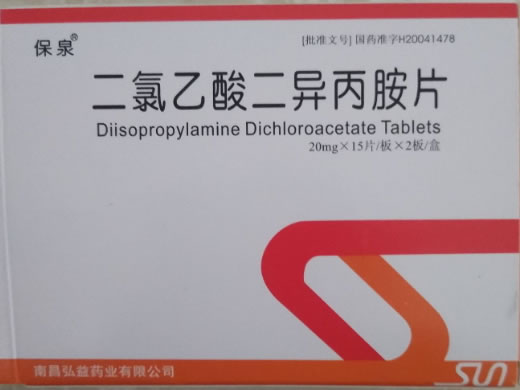 保泉®
[批准文号] 国药准字H20041478
二氯乙酸二异丙胺片
Diisopropylamine Dichloroacetate Tablets
20mg×15片/板×2板/盒
南昌弘益药业有限公司
SUN